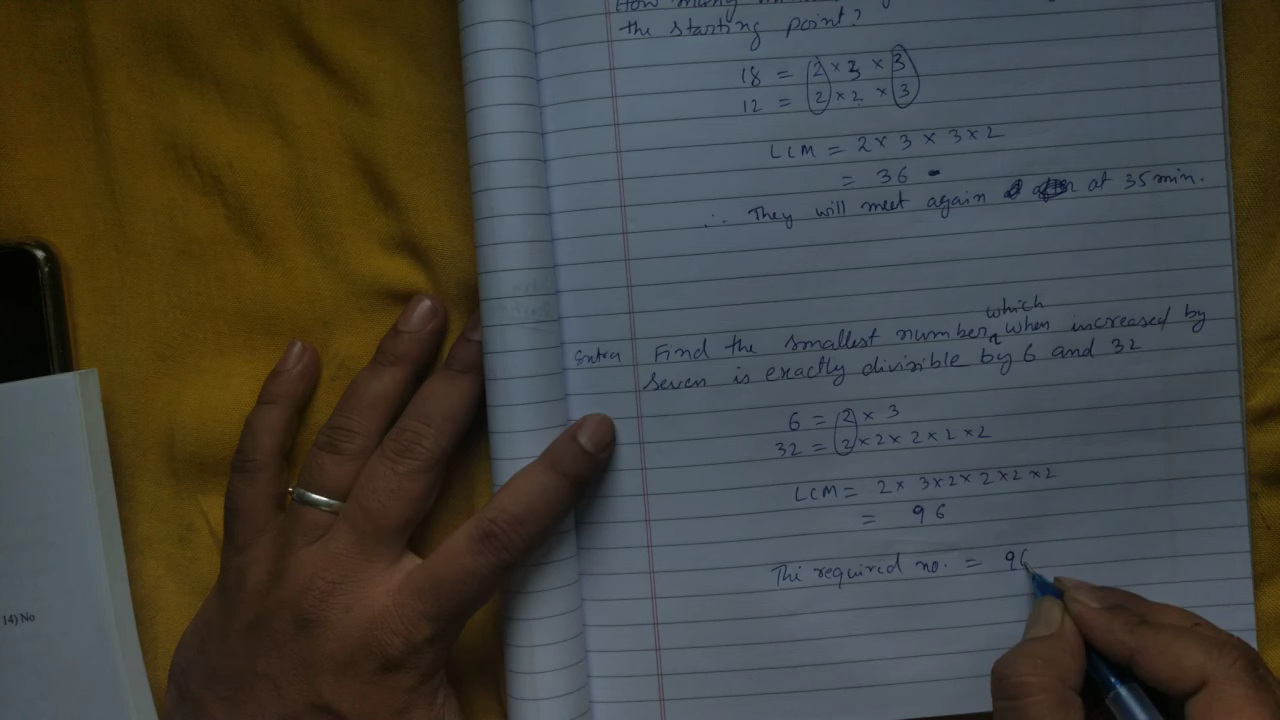 How many
the starting point?
18 = 2 × 3 × 3
12 = 2 × 2 × 3
LCM = 2 × 3 × 3 × 2
= 36
∴ They will meet again at 35 min.
Extra Find the smallest number which when increased by
seven is exactly divisible by 6 and 32
6 = 2 × 3
32 = 2 × 2 × 2 × 2 × 2
LCM = 2 × 3 × 2 × 2 × 2 × 2
= 96
The required no. = 96
14) No